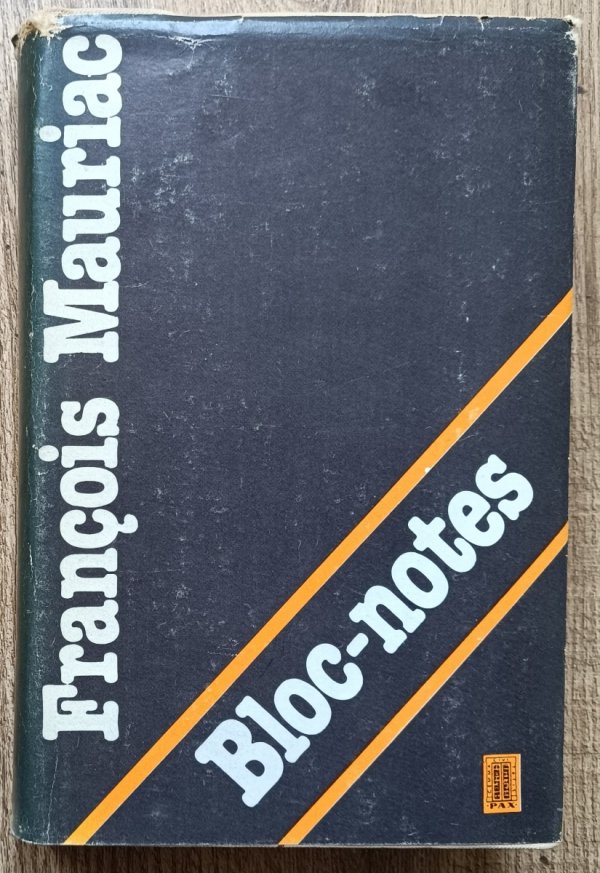 François Mauriac
Bloc-notes
PAX